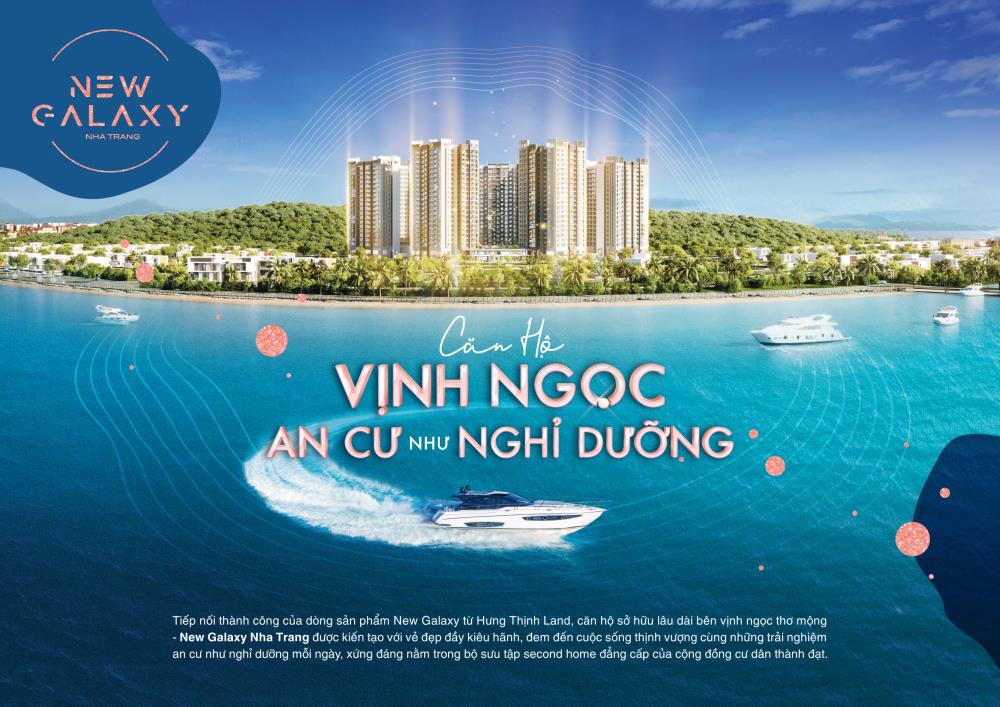 NEW
GALAXY
NHA TRANG
Căn Hộ
VỊNH NGỌC
AN CƯ NHƯ NGHỈ DƯỠNG
Tiếp nối thành công của dòng sản phẩm New Galaxy từ Hưng Thịnh Land, căn hộ sở hữu lâu dài bên vịnh ngọc thơ mộng
- New Galaxy Nha Trang được kiến tạo với vẻ đẹp đầy kiêu hãnh, đem đến cuộc sống thịnh vượng cùng những trải nghiệm
an cư như nghỉ dưỡng mỗi ngày, xứng đáng nằm trong bộ sưu tập second home đẳng cấp của cộng đồng cư dân thành đạt.